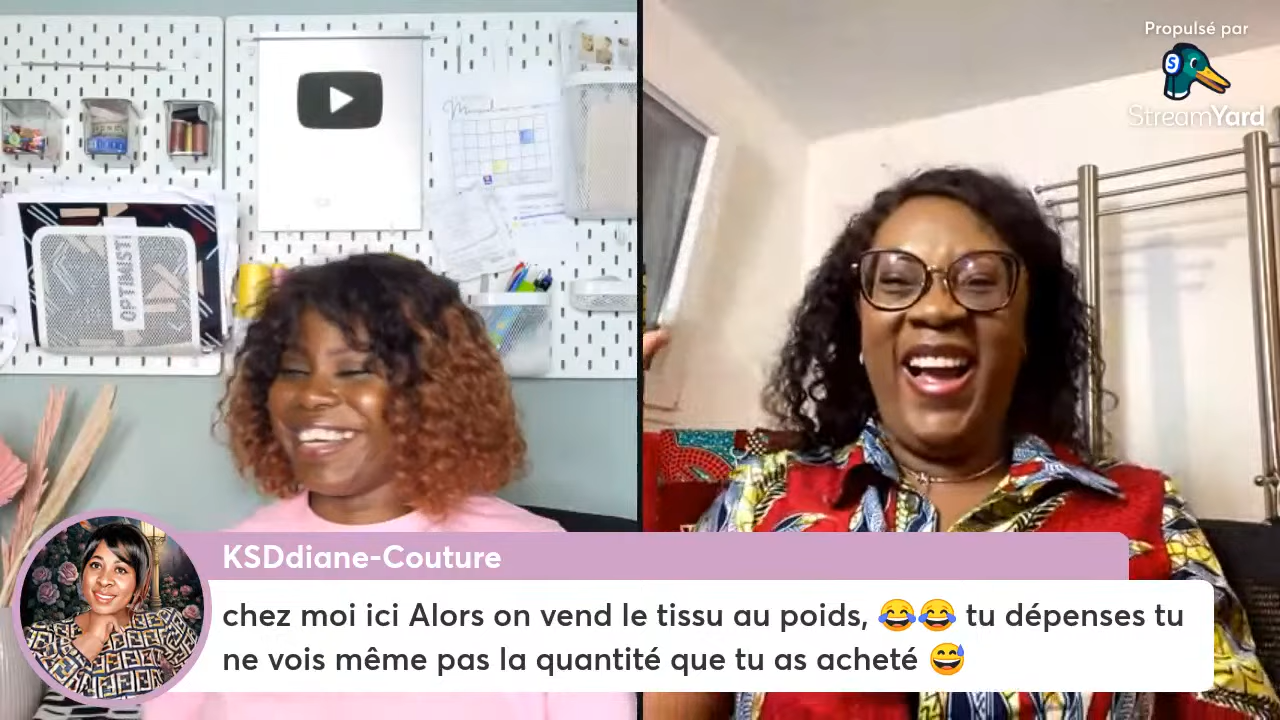 Propulsé par
StreamYard
OPTIMIST
KSDdiane-Couture
chez moi ici Alors on vend le tissu au poids, 😂😂 tu dépenses tu
ne vois même pas la quantité que tu as acheté 😅